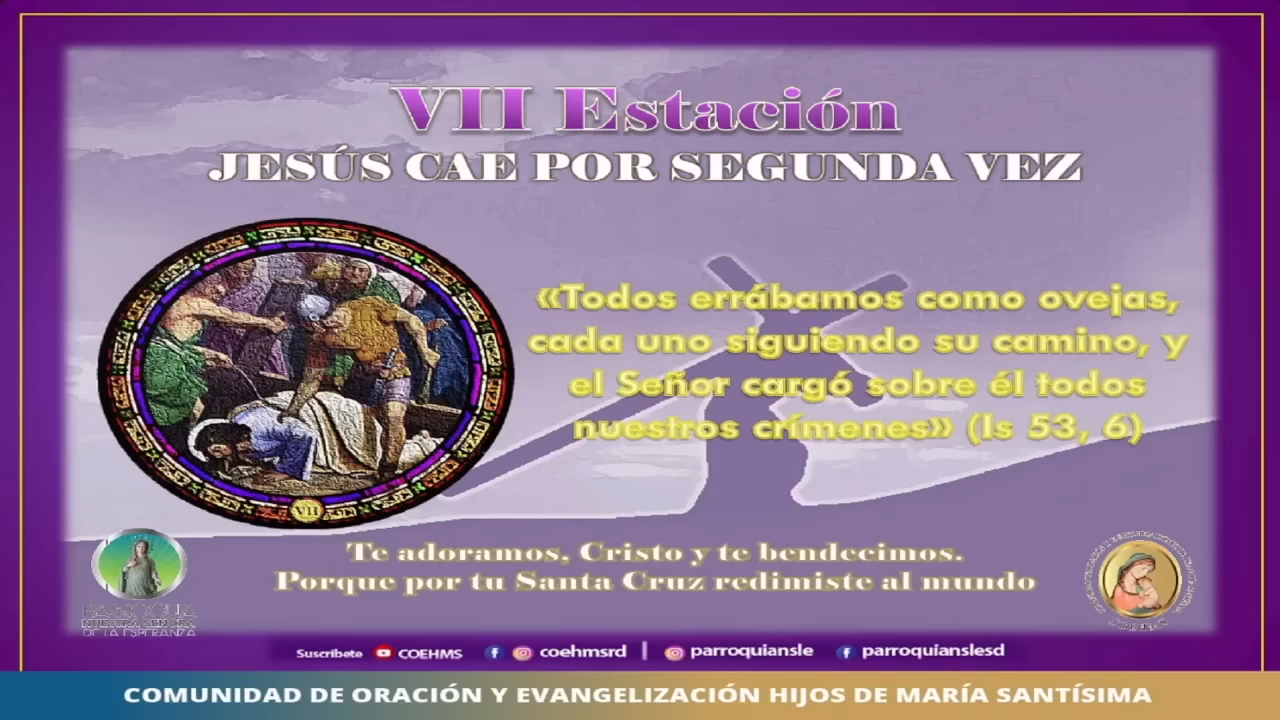 VII Estación
JESÚS CAE POR SEGUNDA VEZ
«Todos errábamos como ovejas,
cada uno siguiendo su camino, y
el Señor cargó sobre él todos
nuestros crímenes» (Is 53, 6)
VII
Te adoramos, Cristo y te bendecimos.
Porque por tu Santa Cruz redimiste al mundo
PARROQUIA
NUESTRA SEÑORA
DE LA ESPERANZA
COEHMS
Suscribete COEHMS coehmsrd | parroquiansle parroquianslesd
COMUNIDAD DE ORACIÓN Y EVANGELIZACIÓN HIJOS DE MARÍA SANTÍSIMA